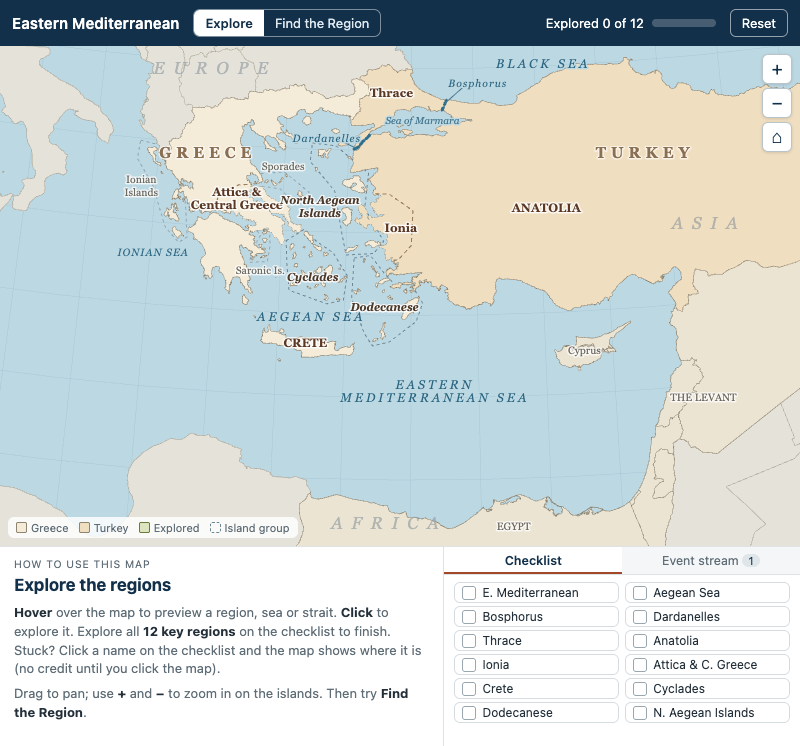 Eastern Mediterranean
Explore
Find the Region
Explored 0 of 12
Reset
EUROPE
BLACK SEA
+
−
⌂
Bosphorus
Thrace
Sea of Marmara
Dardanelles
GREECE
TURKEY
Sporades
Ionian
Islands
Attica &
Central Greece
North Aegean
Islands
ANATOLIA
Ionia
ASIA
IONIAN SEA
Saronic Is.
Cyclades
Dodecanese
AEGEAN SEA
CRETE
Cyprus
EASTERN
MEDITERRANEAN SEA
THE LEVANT
AFRICA
EGYPT
Greece
Turkey
Explored
Island group
HOW TO USE THIS MAP
Explore the regions
Hover over the map to preview a region, sea or strait. Click to
explore it. Explore all 12 key regions on the checklist to finish.
Stuck? Click a name on the checklist and the map shows where it is
(no credit until you click the map).
Drag to pan; use + and − to zoom in on the islands. Then try Find
the Region.
Checklist
Event stream 1
E. Mediterranean
Aegean Sea
Bosphorus
Dardanelles
Thrace
Anatolia
Ionia
Attica & C. Greece
Crete
Cyclades
Dodecanese
N. Aegean Islands